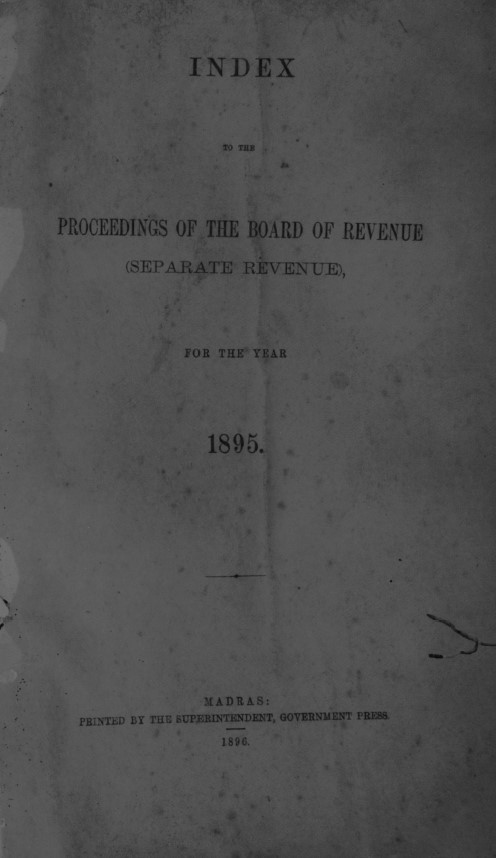 INDEX
TO THE
PROCEEDINGS OF THE BOARD OF REVENUE
(SEPARATE REVENUE),
FOR THE YEAR
1895.
MADRAS:
PRINTED BY THE SUPERINTENDENT, GOVERNMENT PRESS.
1896.